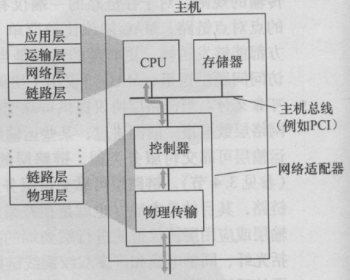 主机
应用层
运输层
网络层
链路层
CPU
存储器
主机总线
(例如PCI)
控制器
网络适配器
链路层
物理层
物理传输